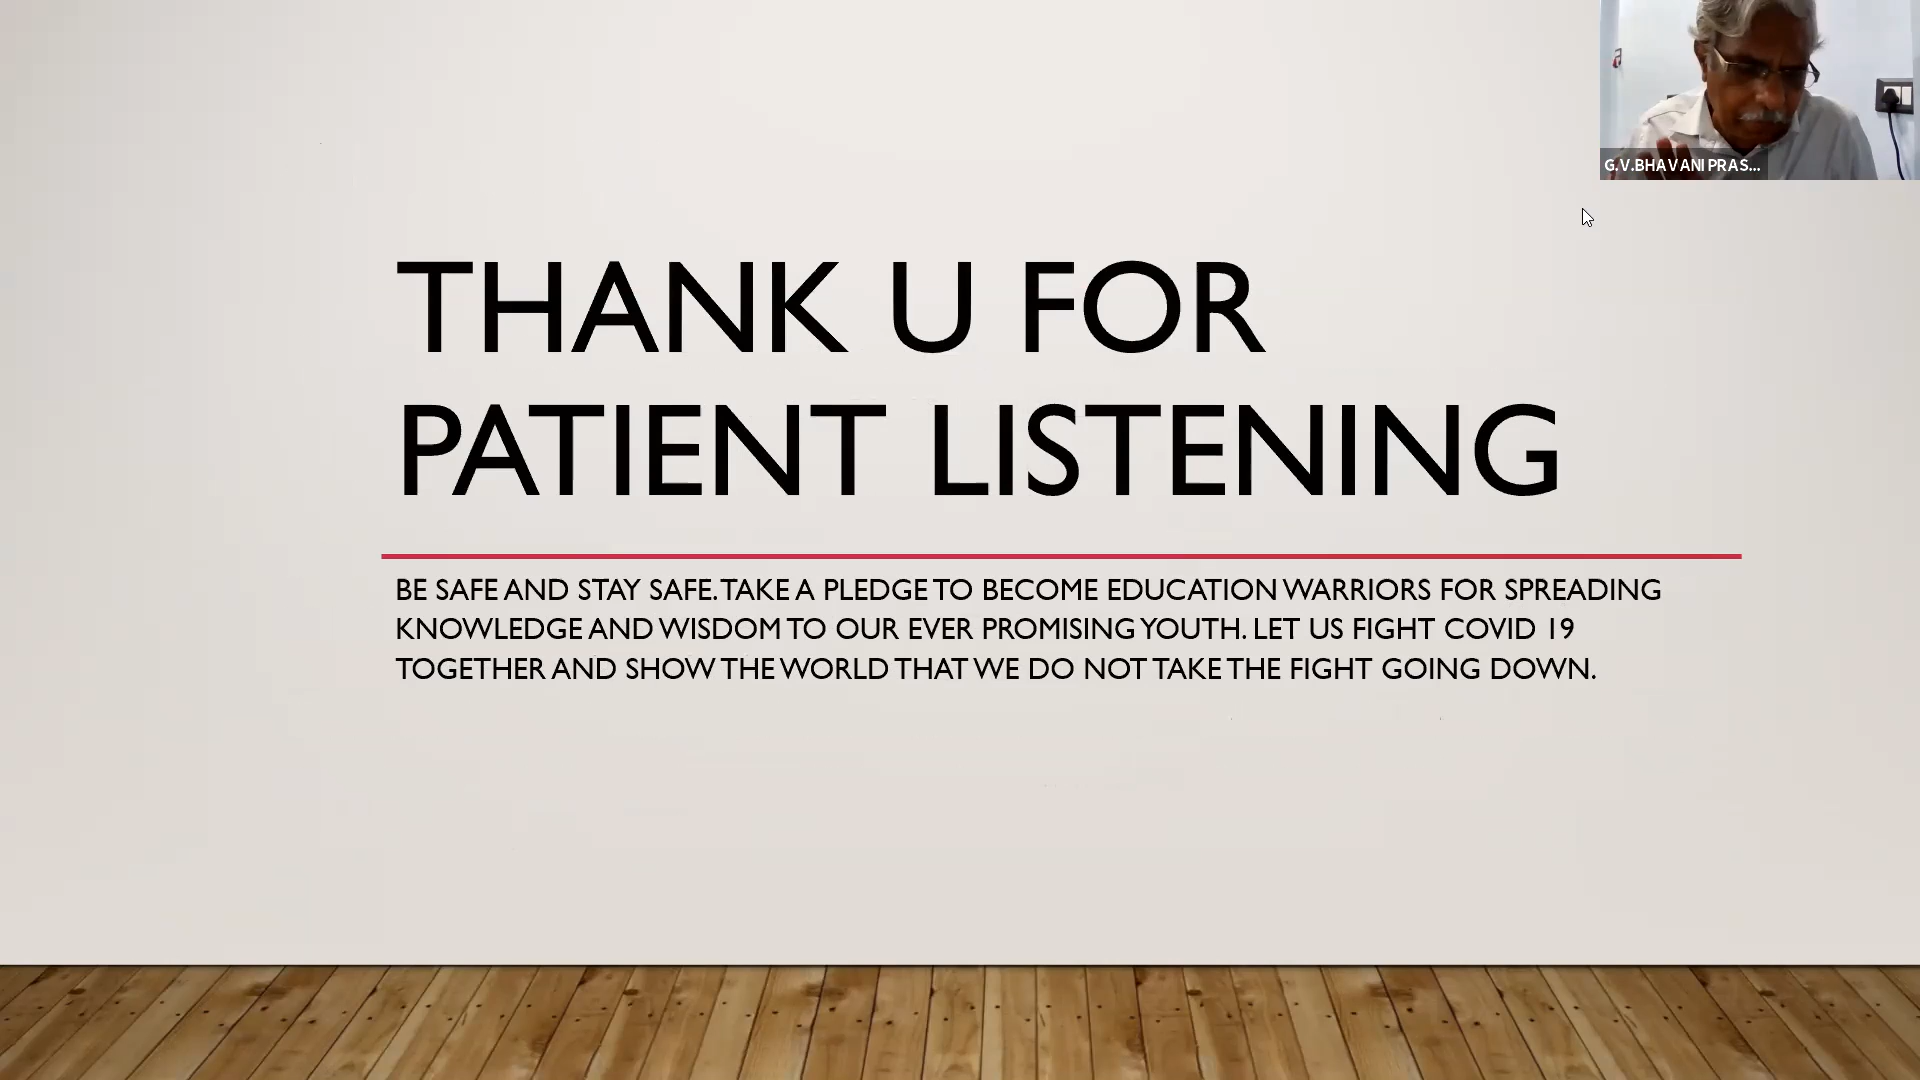 G.V.BHAVANI PRAS...
THANK U FOR
PATIENT LISTENING
BE SAFE AND STAY SAFE. TAKE A PLEDGE TO BECOME EDUCATION WARRIORS FOR SPREADING
KNOWLEDGE AND WISDOM TO OUR EVER PROMISING YOUTH. LET US FIGHT COVID 19
TOGETHER AND SHOW THE WORLD THAT WE DO NOT TAKE THE FIGHT GOING DOWN.